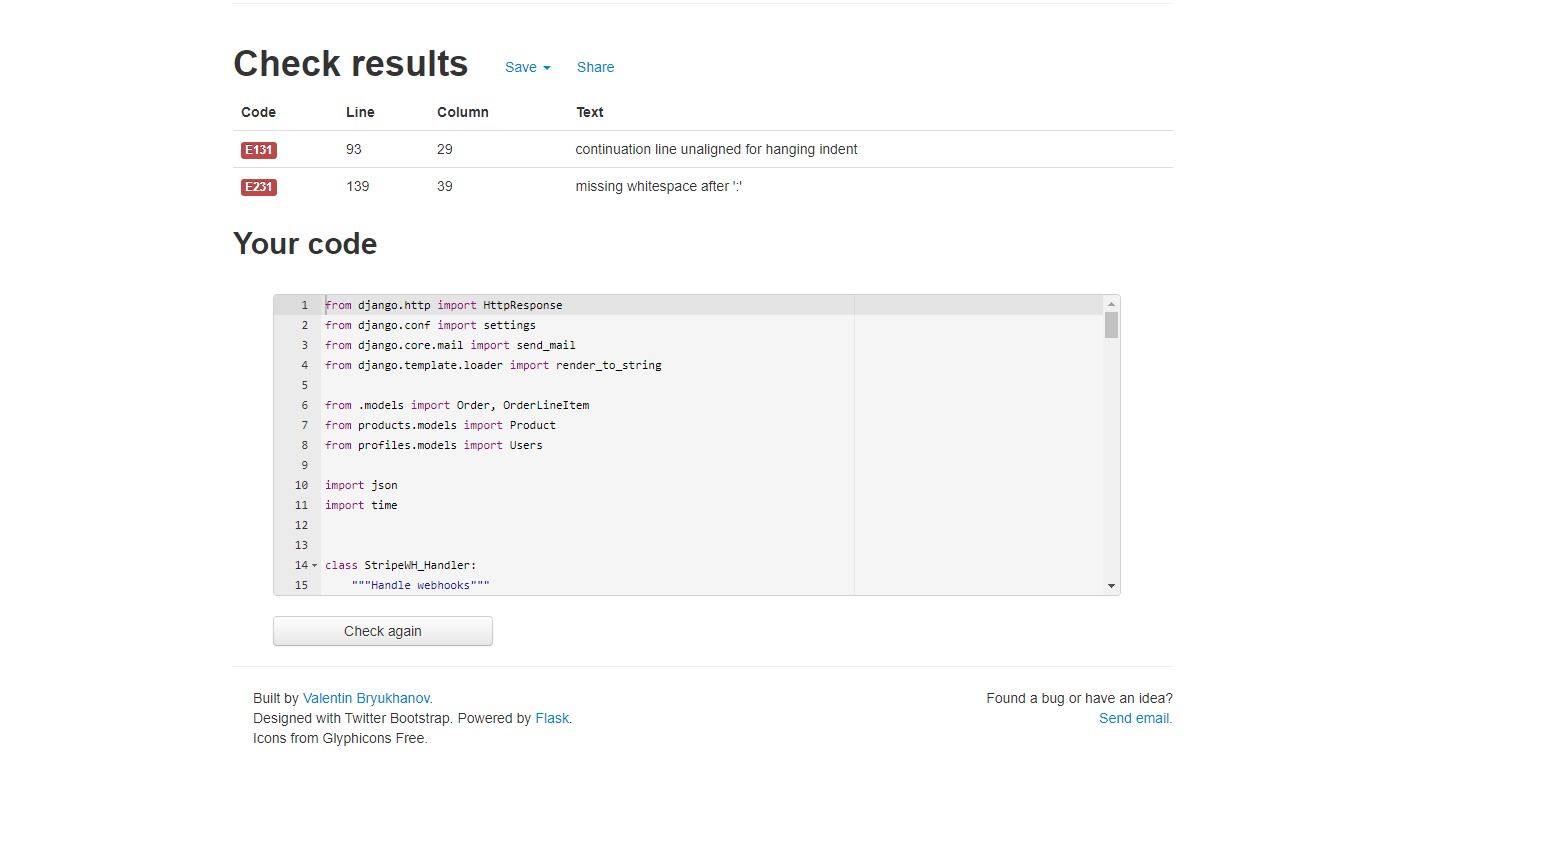 Check results Save Share
Code Line Column Text
E131 93 29 continuation line unaligned for hanging indent
E231 139 39 missing whitespace after ':'
Your code
1 from django.http import HttpResponse
2 from django.conf import settings
3 from django.core.mail import send_mail
4 from django.template.loader import render_to_string
5
6 from .models import Order, OrderLineItem
7 from products.models import Product
8 from profiles.models import Users
9
10 import json
11 import time
12
13
14 class StripeWH_Handler:
15 """Handle webhooks"""
Check again
Built by Valentin Bryukhanov.
Designed with Twitter Bootstrap. Powered by Flask.
Icons from Glyphicons Free.
Found a bug or have an idea?
Send email.